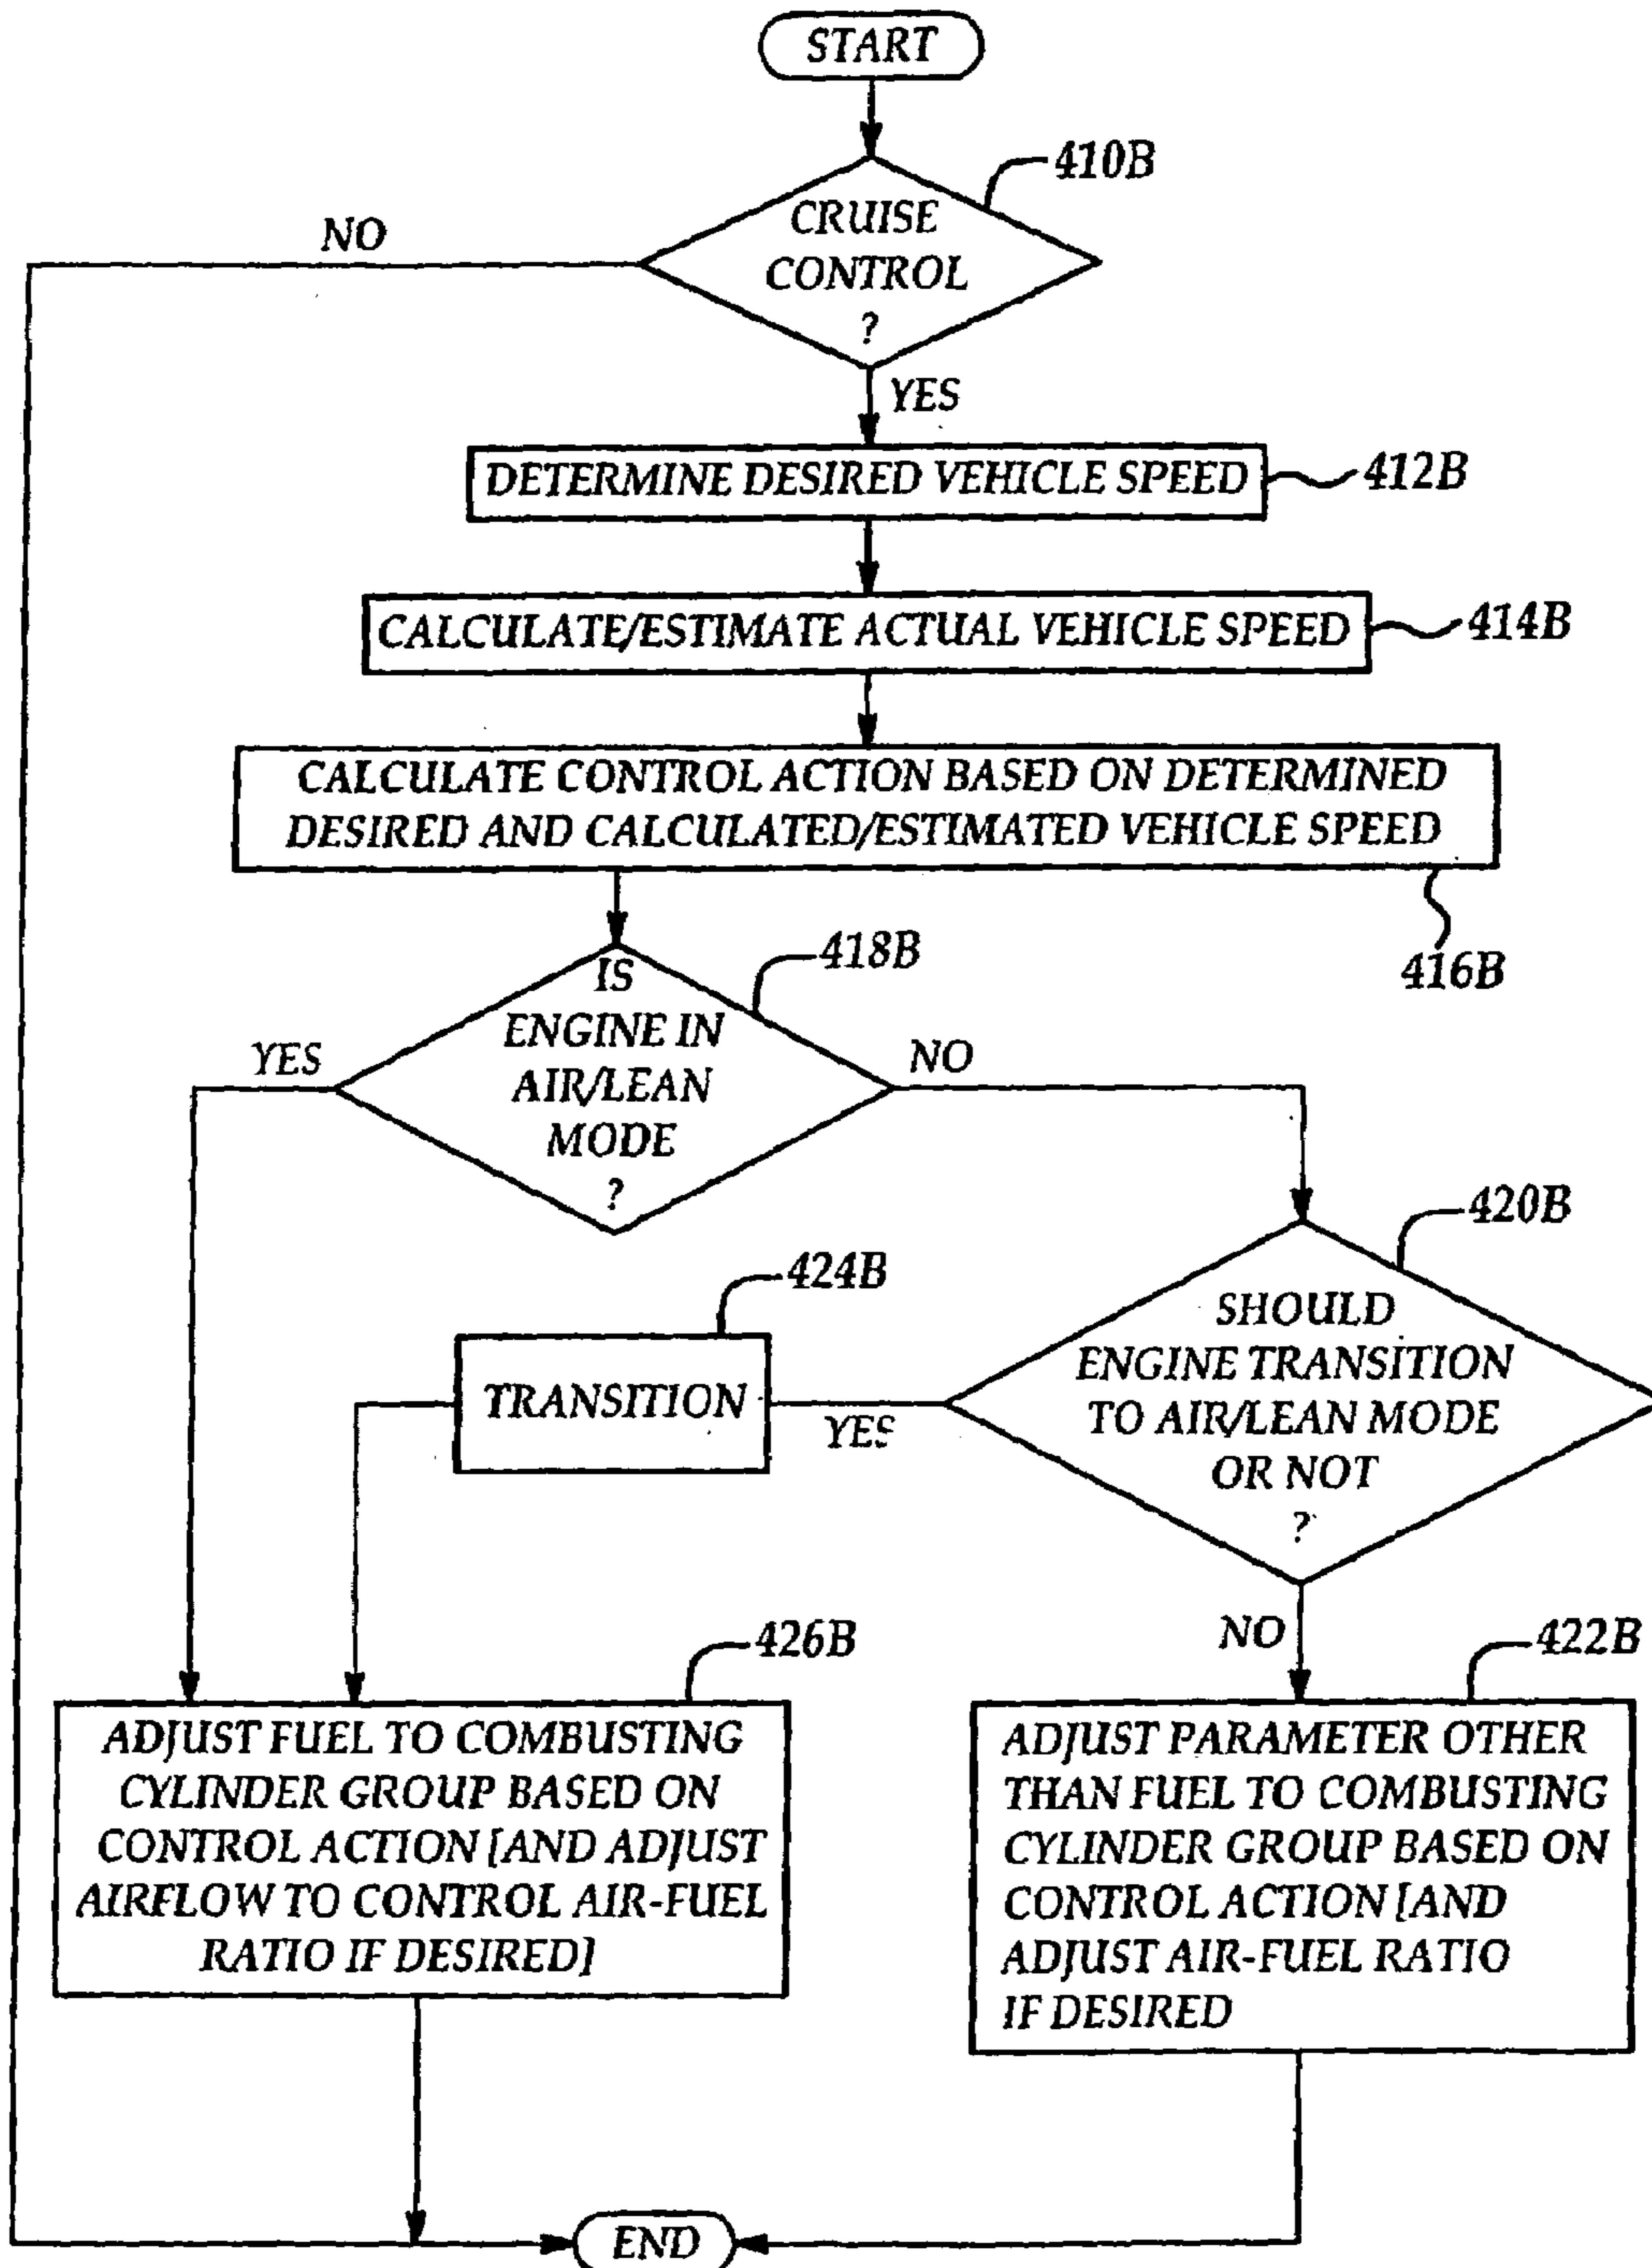 START
410B
CRUISE
CONTROL
?
NO
YES
DETERMINE DESIRED VEHICLE SPEED
412B
CALCULATE/ESTIMATE ACTUAL VEHICLE SPEED
414B
CALCULATE CONTROL ACTION BASED ON DETERMINED
DESIRED AND CALCULATED/ESTIMATED VEHICLE SPEED
416B
418B
IS
ENGINE IN
AIR/LEAN
MODE
?
YES
NO
420B
SHOULD
ENGINE TRANSITION
TO AIR/LEAN MODE
OR NOT
?
424B
TRANSITION
YES
NO
426B
ADJUST FUEL TO COMBUSTING
CYLINDER GROUP BASED ON
CONTROL ACTION [AND ADJUST
AIRFLOW TO CONTROL AIR-FUEL
RATIO IF DESIRED]
422B
ADJUST PARAMETER OTHER
THAN FUEL TO COMBUSTING
CYLINDER GROUP BASED ON
CONTROL ACTION [AND
ADJUST AIR-FUEL RATIO
IF DESIRED
END